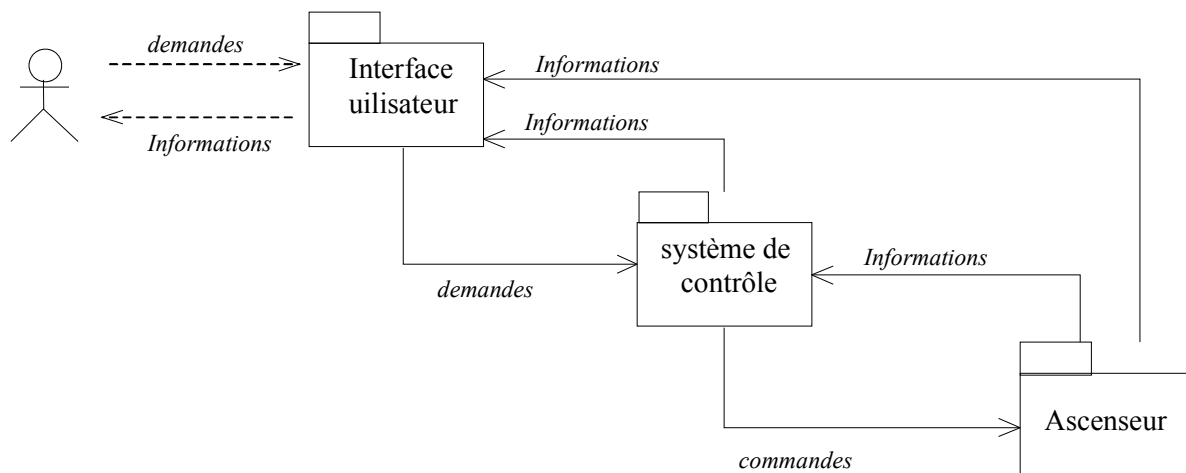 demandes
Informations
Interface
uilisateur
Informations
Informations
demandes
système de
contrôle
Informations
commandes
Ascenseur